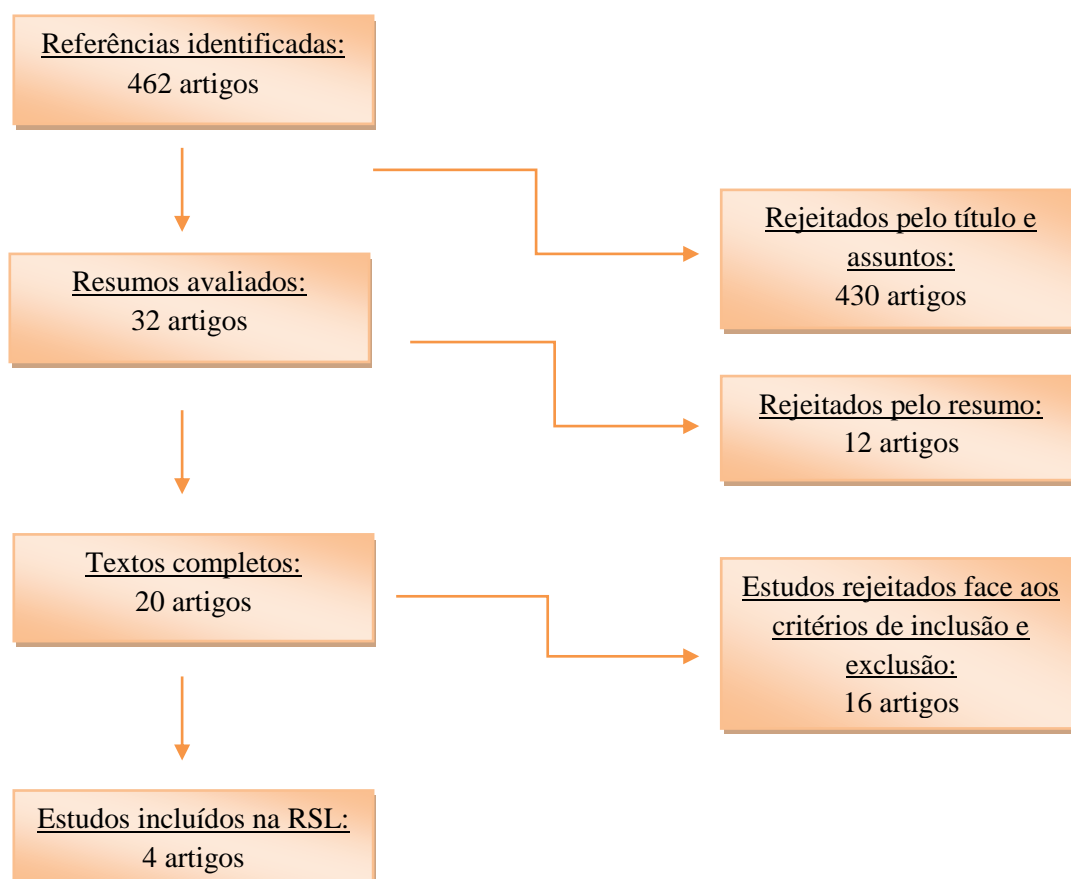 Referências identificadas:
462 artigos
Rejeitados pelo título e
assuntos:
430 artigos
Resumos avaliados:
32 artigos
Rejeitados pelo resumo:
12 artigos
Textos completos:
20 artigos
Estudos rejeitados face aos
critérios de inclusão e
exclusão:
16 artigos
Estudos incluídos na RSL:
4 artigos